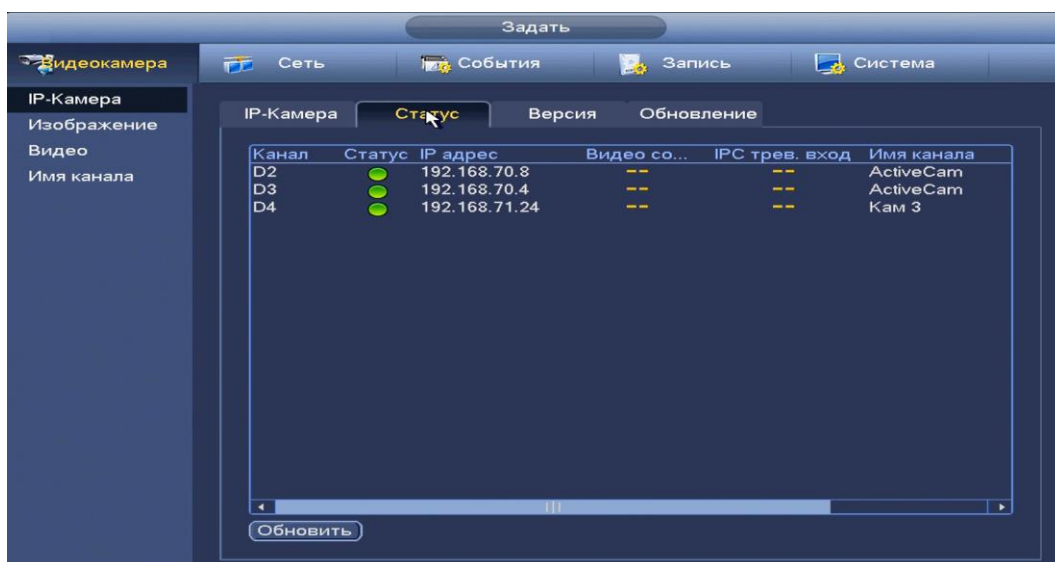 Задать
Видеокамера Сеть События Запись Система
IP-Камера
Изображение
Видео
Имя канала
IP-Камера Статус Версия Обновление
Канал Статус IP адрес Видео со... IPC трев. вход Имя канала
D2 192.168.70.8 -- -- ActiveCam
D3 192.168.70.4 -- -- ActiveCam
D4 192.168.71.24 -- -- Кам 3
Обновить